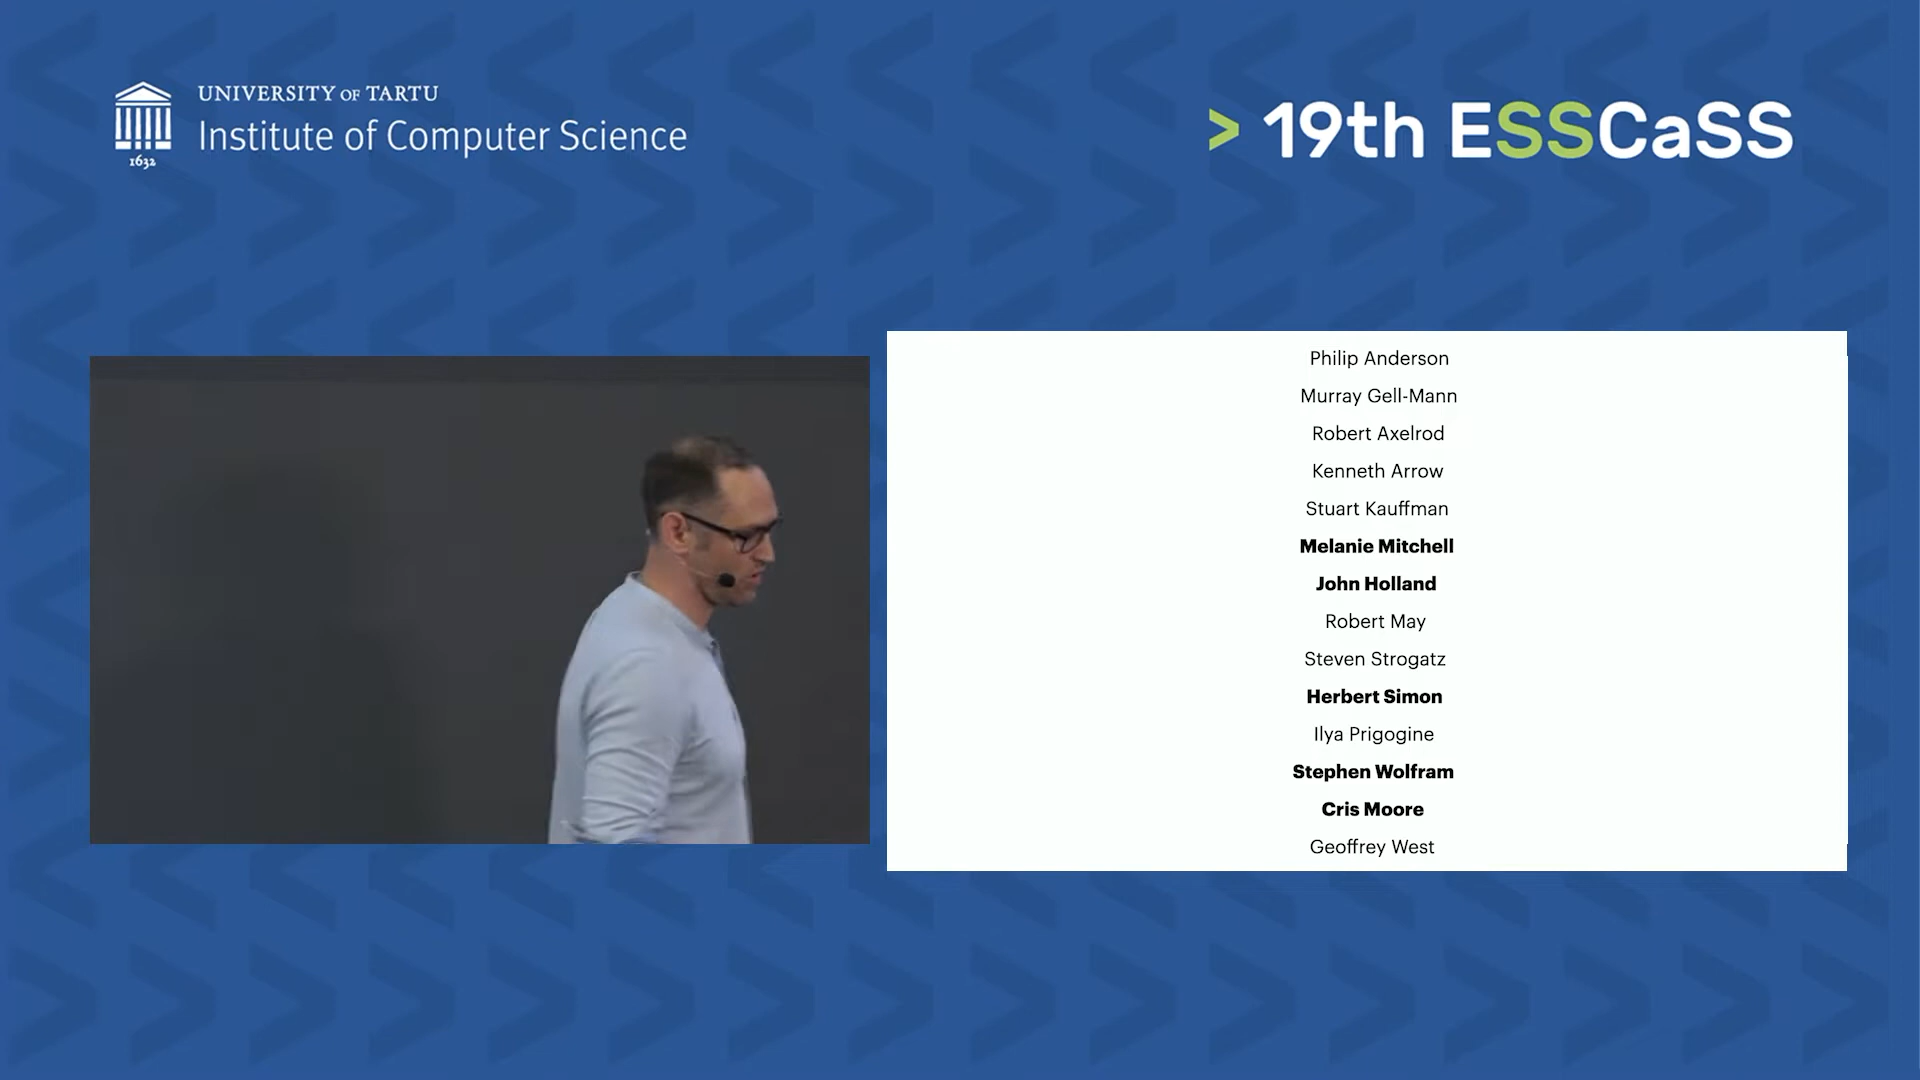 UNIVERSITY OF TARTU
Institute of Computer Science
1632
> 19th ESSCaSS
Philip Anderson
Murray Gell-Mann
Robert Axelrod
Kenneth Arrow
Stuart Kauffman
Melanie Mitchell
John Holland
Robert May
Steven Strogatz
Herbert Simon
Ilya Prigogine
Stephen Wolfram
Cris Moore
Geoffrey West